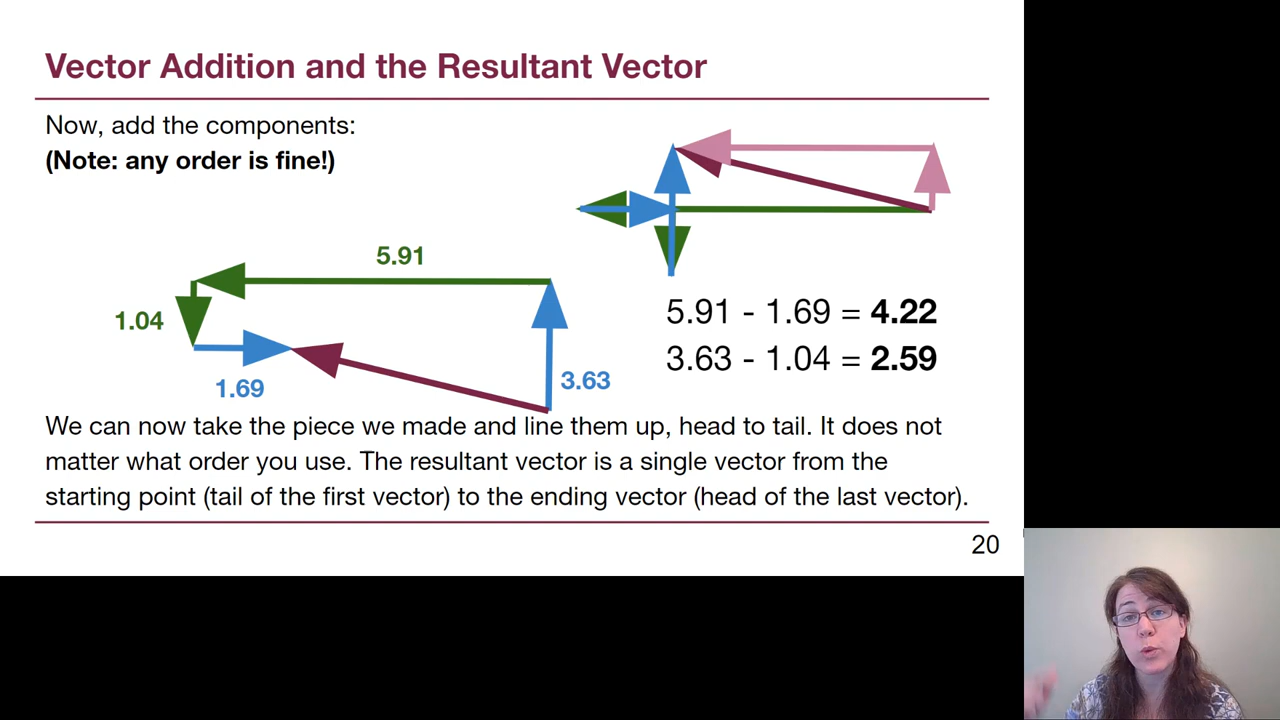 Vector Addition and the Resultant Vector
Now, add the components:
(Note: any order is fine!)
5.91
1.04
1.69
3.63
5.91 - 1.69 = 4.22
3.63 - 1.04 = 2.59
We can now take the piece we made and line them up, head to tail. It does not
matter what order you use. The resultant vector is a single vector from the
starting point (tail of the first vector) to the ending vector (head of the last vector).
20